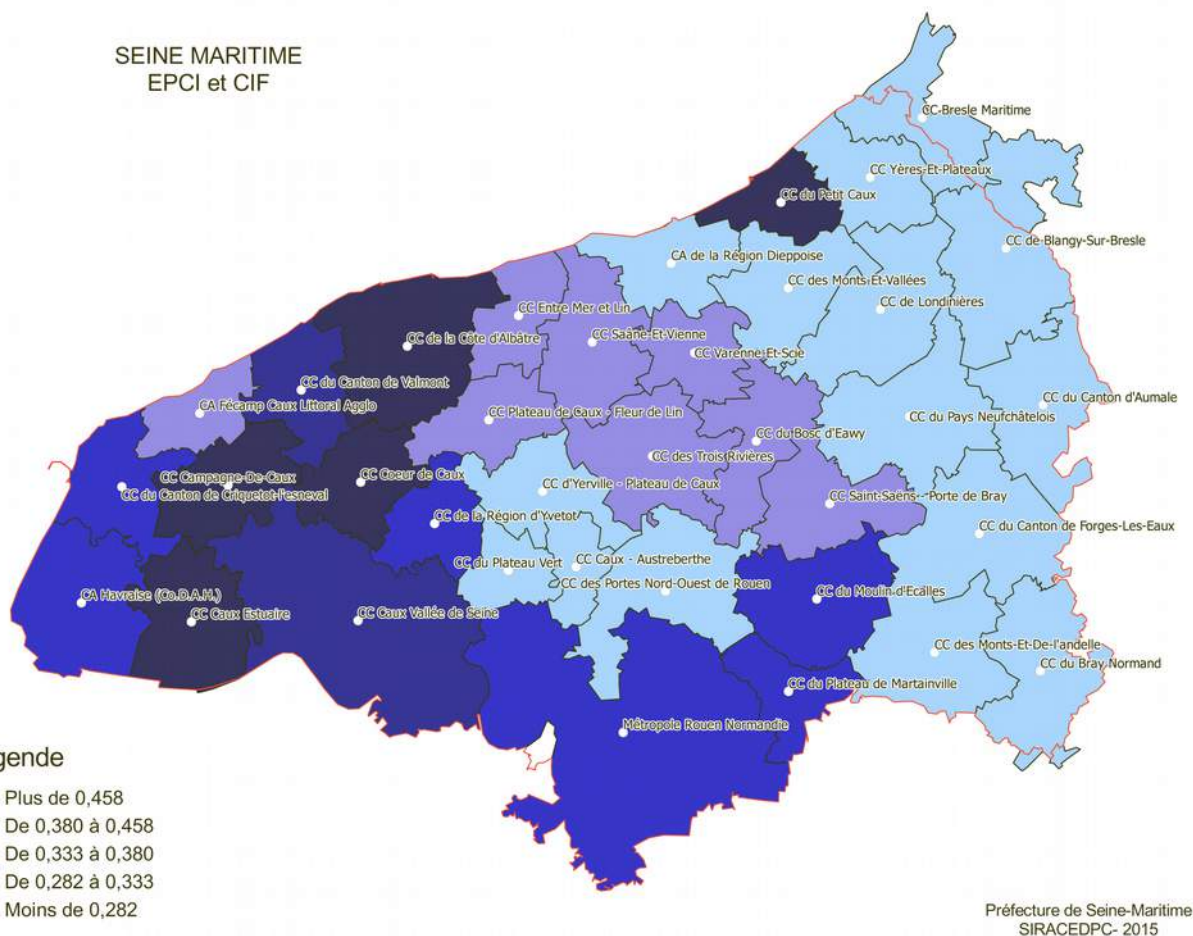 SEINE MARITIME
EPCI et CIF
CC-Bresle Maritime
CC Yères-Et-Plateaux
CC du Petit Caux
CC de-Blangy-Sur-Bresle
CA de la Région Dieppoise
CC des Monts-Et-Vallées
CC de Londinières
CC Entre Mer et Lin
CC Saâne-Et-Vienne
CC de la Côte d'Albâtre
CC Varenne-Et-Scie
CC du Canton de Valmont
CC du Canton d'Aumale
CA Fécamp Caux Littoral Agglo
CC Plateau de Caux - Fleur de Lin
CC du Pays Neufchâtelois
CC du Bosc d'Eawy
CC des Trois Rivières
CC Campagne-De-Caux
CC Coeur de Caux
CC du Canton de Criquetot-l'esneval
CC d'Yerville - Plateau de Caux
CC Saint-Saëns - Porte de Bray
CC de la Région d'Yvetot
CC du Canton de Forges-Les-Eaux
CC du Plateau Vert
CC Caux - Austreberthe
CC des Portes Nord-Ouest de Rouen
CA Havraise (Co.D.A.H.)
CC du Moulin d'Ecalles
CC Caux Estuaire
CC Caux Vallée de Seine
CC des Monts-Et-De-l'andelle
CC du Bray Normand
CC du Plateau de Martainville
Métropole Rouen Normandie
gende
Plus de 0,458
De 0,380 à 0,458
De 0,333 à 0,380
De 0,282 à 0,333
Moins de 0,282
Préfecture de Seine-Maritime
SIRACEDPC- 2015